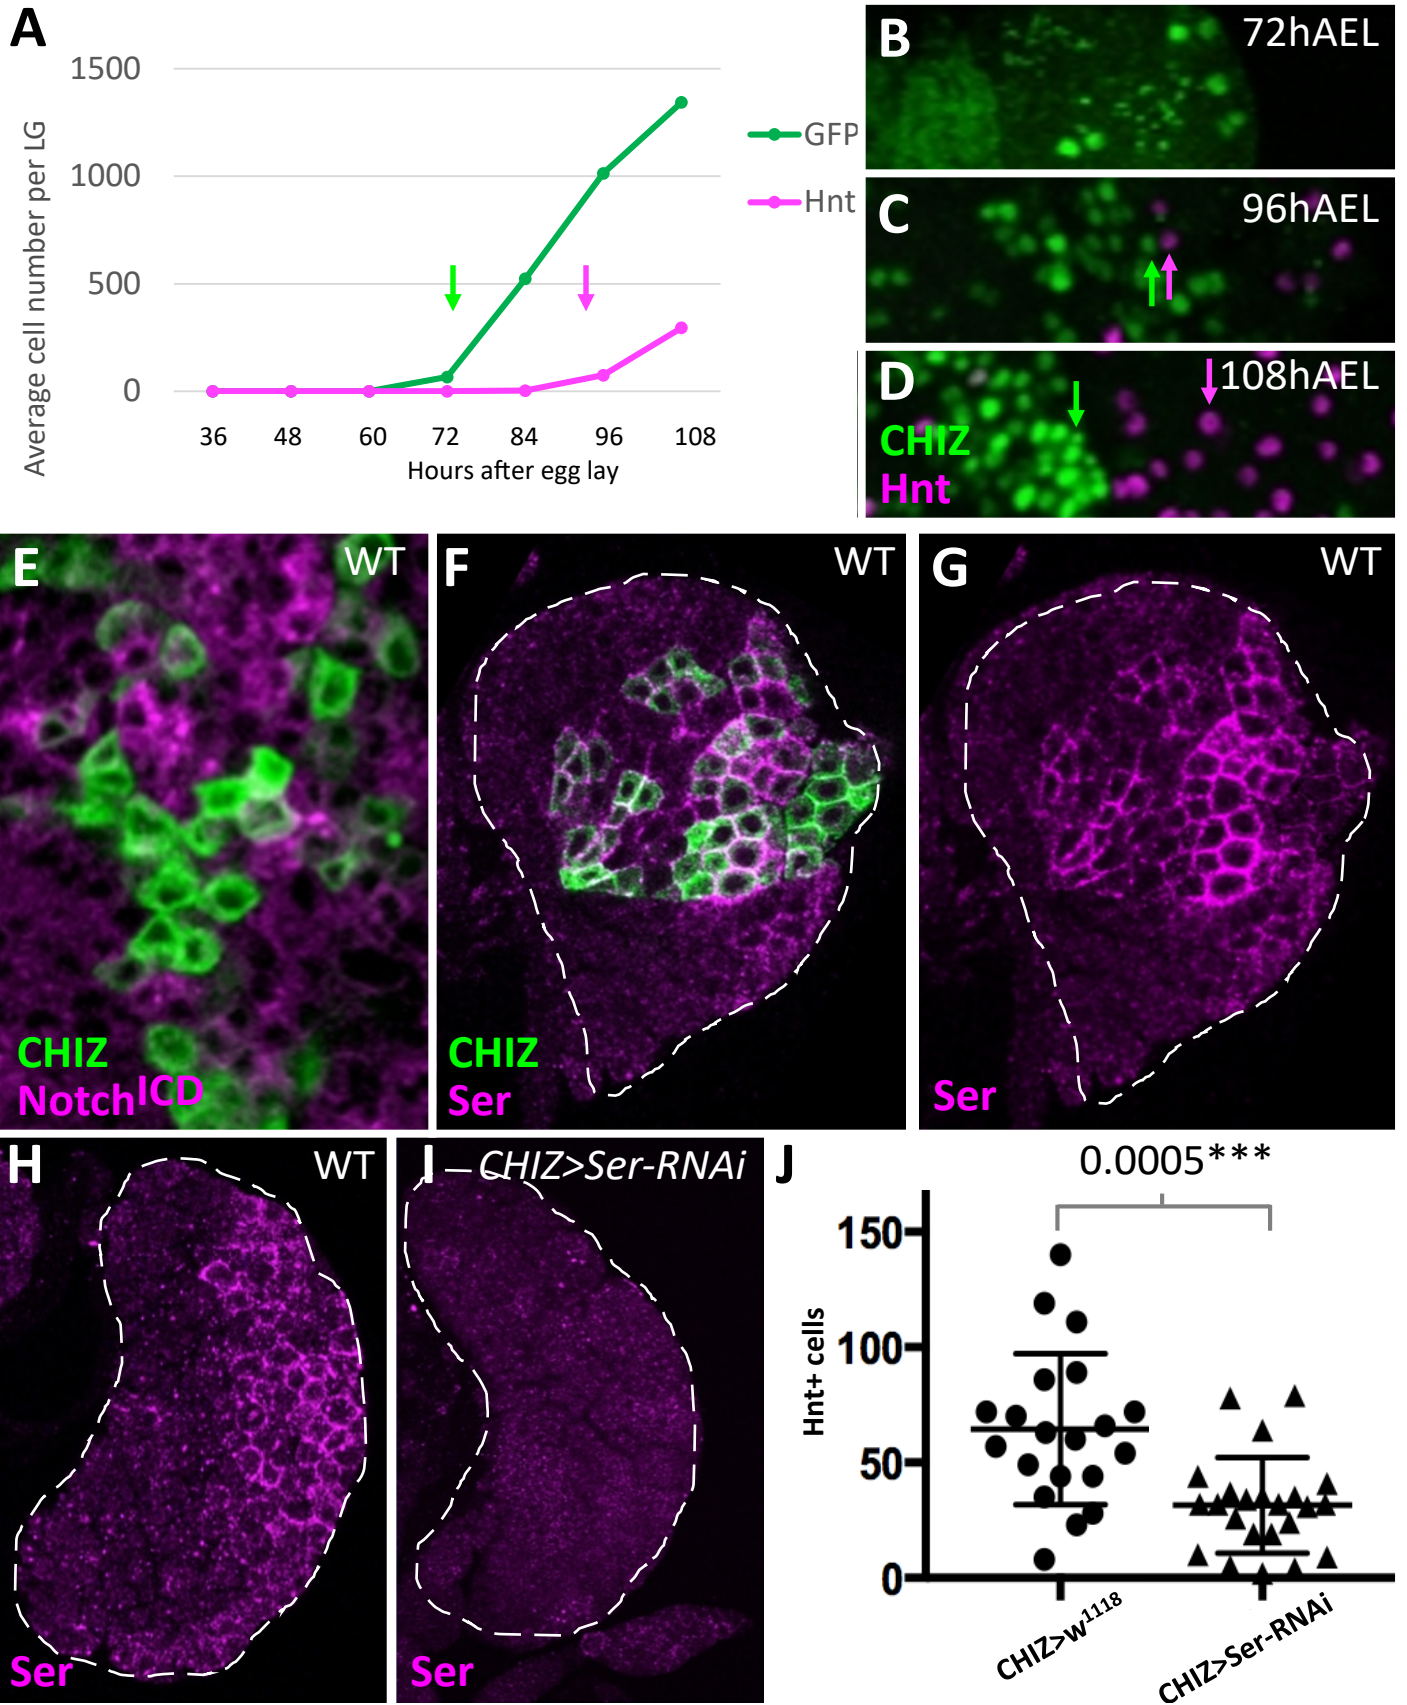 A
Average cell number per LG
1500
1000
500
0
36 48 60 72 84 96 108
Hours after egg lay
GFP
Hnt
B
72hAEL
C
96hAEL
D
108hAEL
CHIZ
Hnt
E
WT
CHIZ
NotchICD
F
WT
CHIZ
Ser
G
WT
Ser
H
WT
Ser
I
CHIZ>Ser-RNAi
Ser
J
0.0005***
Hnt+ cells
150
100
50
0
CHIZ>w1118
CHIZ>Ser-RNAi